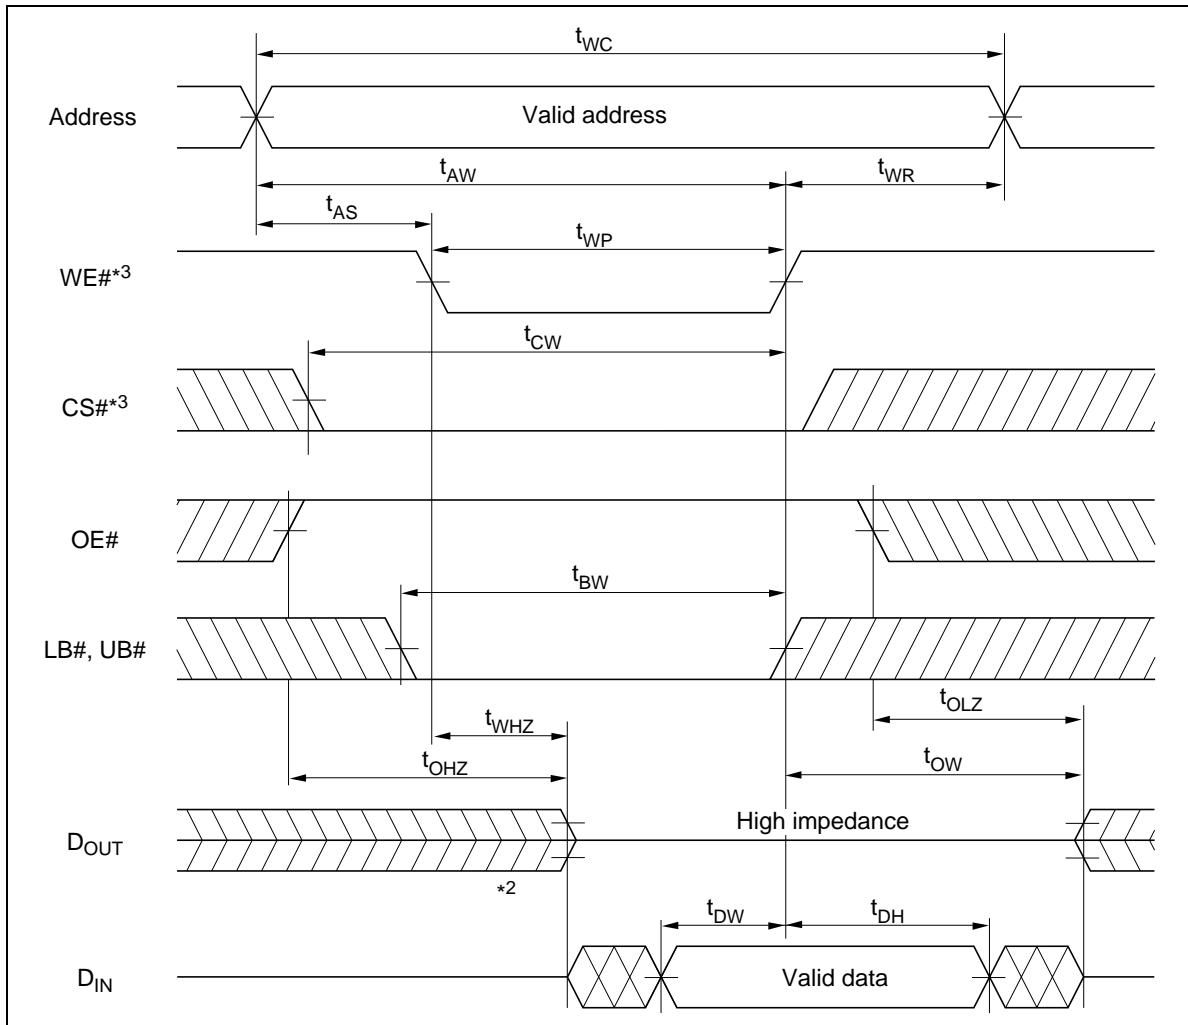 tWC
Address
Valid address
tAW
tWR
tAS
tWP
WE#*3
tCW
CS#*3
OE#
tBW
LB#, UB#
tOLZ
tWHZ
tOHZ
tOW
High impedance
DOUT
*2
tDW
tDH
DIN
Valid data